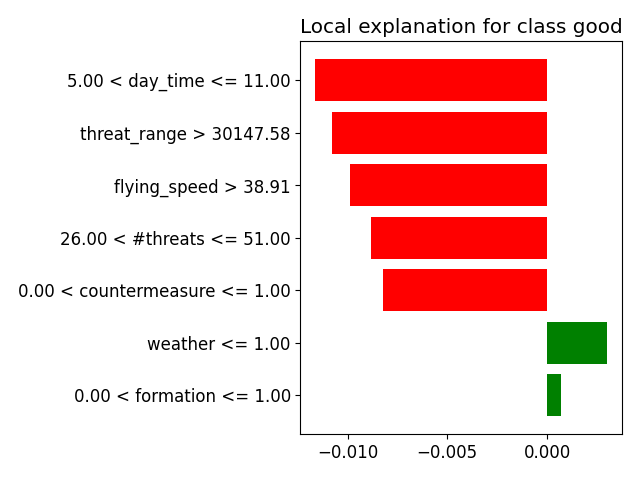 Local explanation for class good
5.00 < day_time <= 11.00
threat_range > 30147.58
flying_speed > 38.91
26.00 < #threats <= 51.00
0.00 < countermeasure <= 1.00
weather <= 1.00
0.00 < formation <= 1.00
−0.010 −0.005 0.000